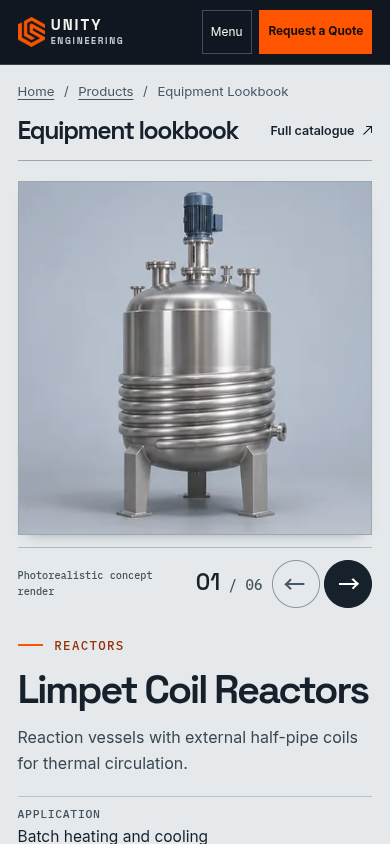 UNITY
ENGINEERING
Menu
Request a Quote
Home / Products / Equipment Lookbook
Equipment lookbook
Full catalogue ↗
Photorealistic concept
render
01 / 06
← →
REACTORS
Limpet Coil Reactors
Reaction vessels with external half-pipe coils
for thermal circulation.
APPLICATION
Batch heating and cooling